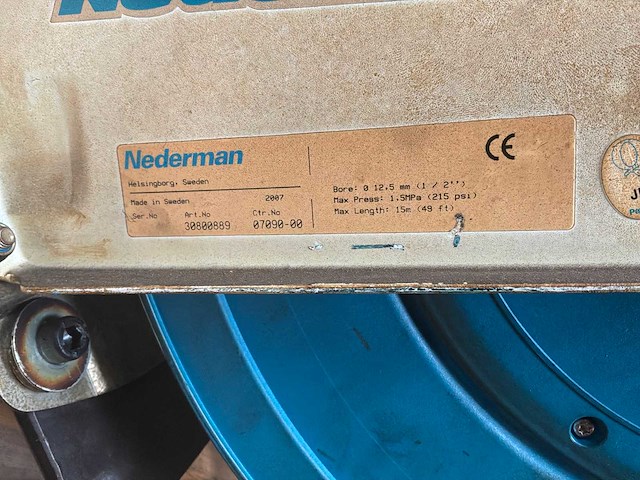 Nederman
Helsingborg, Sweden
Made in Sweden 2007
Ser.No Art.No Ctr.No
30800889 07090-00
Bore: 0 12.5 mm (1 / 2'')
Max Press: 1.5MPa (215 psi)
Max Length: 15m (49 ft)
CE